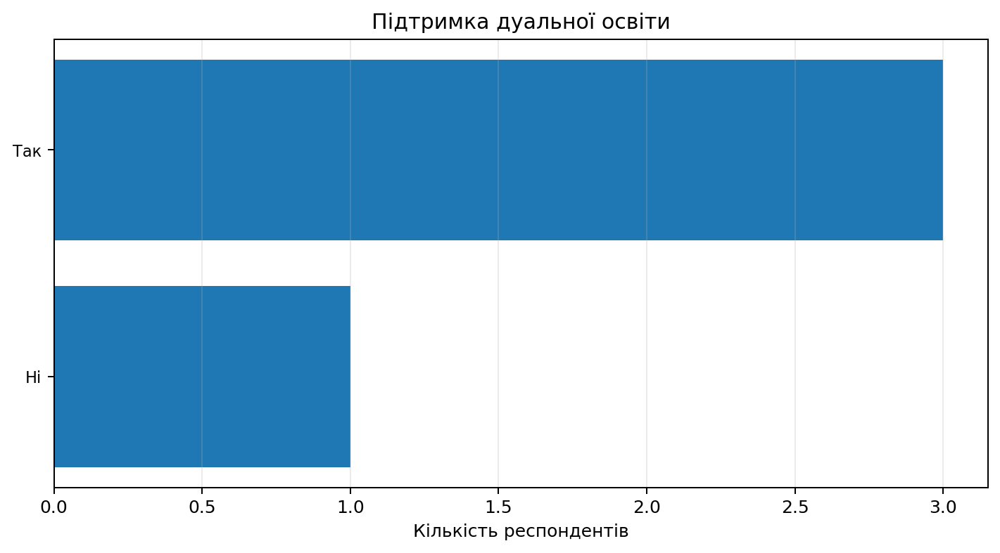 Підтримка дуальної освіти
Так
Ні
0.0 0.5 1.0 1.5 2.0 2.5 3.0
Кількість респондентів